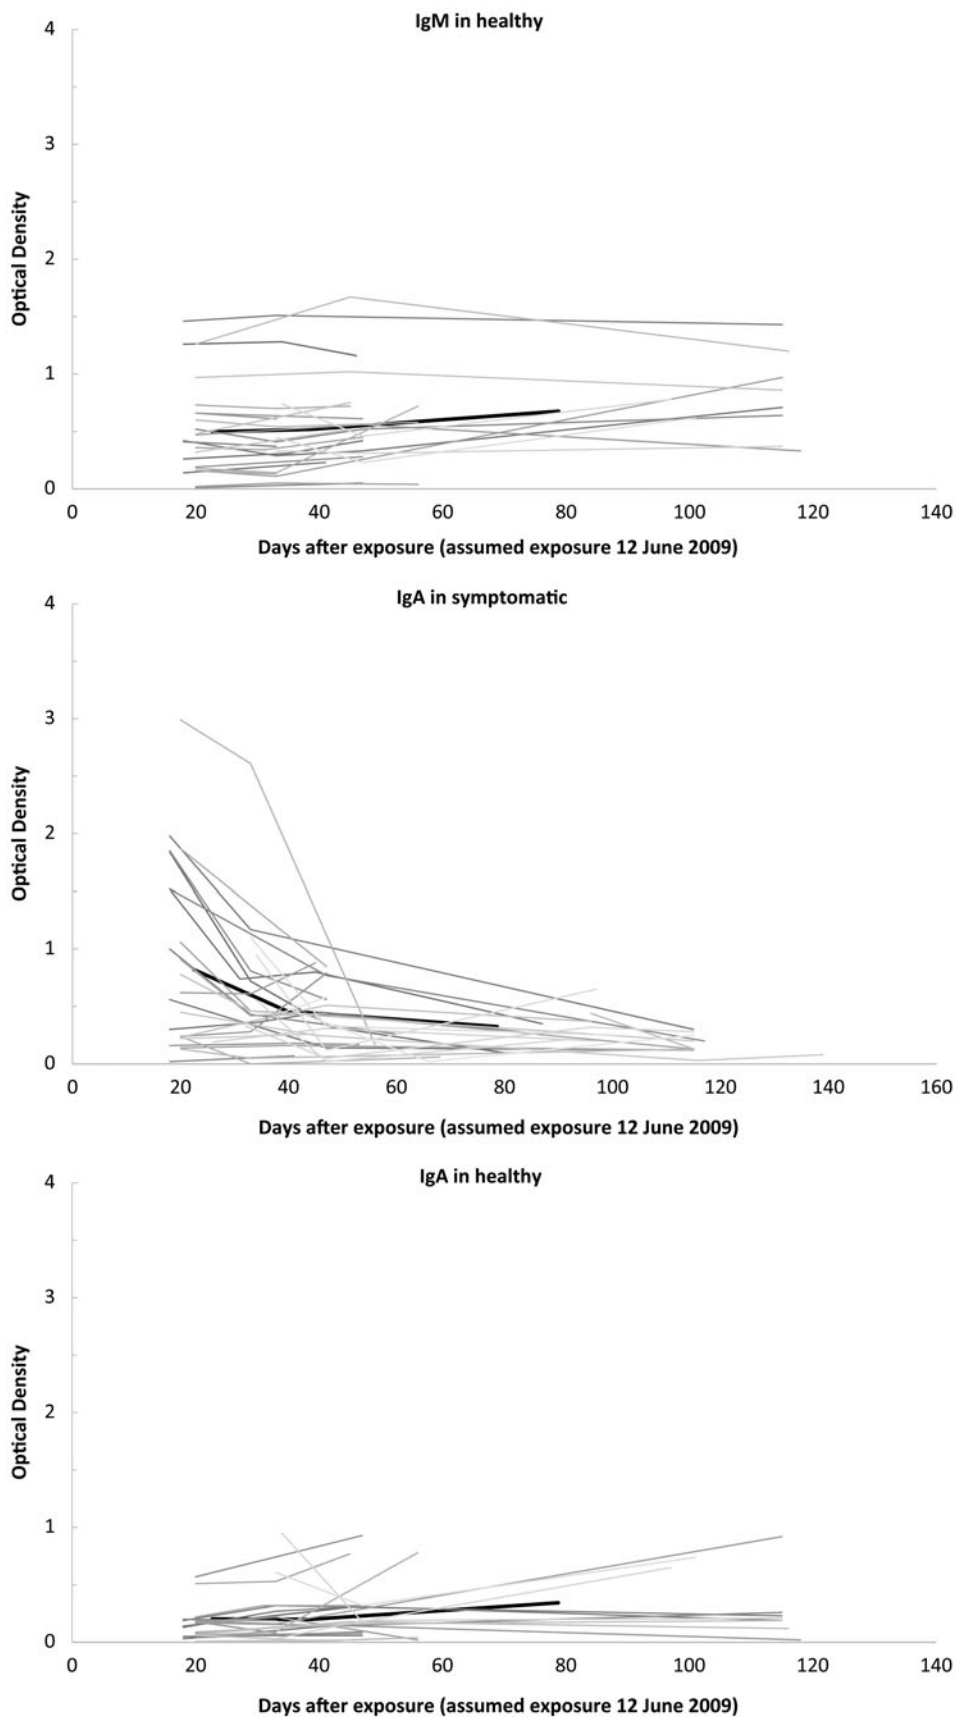 IgM in healthy
4
3
2
1
0
Optical Density
0 20 40 60 80 100 120 140
Days after exposure (assumed exposure 12 June 2009)
IgA in symptomatic
4
3
2
1
0
Optical Density
0 20 40 60 80 100 120 140 160
Days after exposure (assumed exposure 12 June 2009)
IgA in healthy
4
3
2
1
0
Optical Density
0 20 40 60 80 100 120 140
Days after exposure (assumed exposure 12 June 2009)